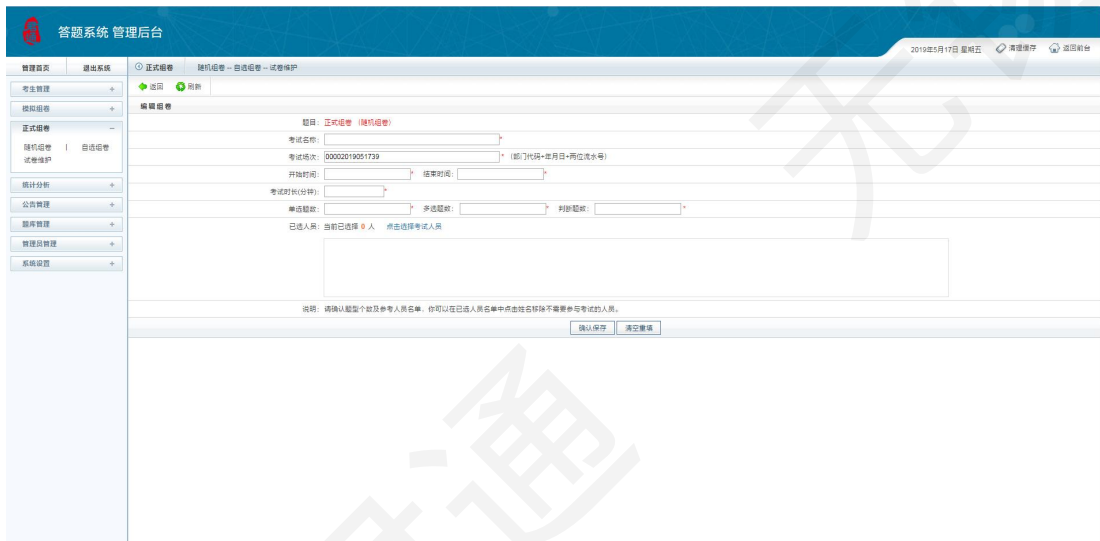 答题系统 管理后台
2019年5月17日 星期五 清理缓存 返回前台
管理首页 退出系统
正式组卷 随机组卷 -- 自选组卷 -- 试卷维护
返回 刷新
考生管理 +
模拟组卷 +
正式组卷 −
随机组卷 | 自选组卷
试卷维护
统计分析 +
公告管理 +
题库管理 +
管理员管理 +
系统设置 +
编辑组卷
题目: 正式组卷 (随机组卷)
考试名称: *
考试场次: 00002019051739 * (部门代码+年月日+两位流水号)
开始时间: * 结束时间: *
考试时长(分钟): *
单选题数: * 多选题数: * 判断题数: *
已选人员: 当前已选择 0 人 点击选择考试人员
说明: 请确认题型个数及参考人员名单,你可以在已选人员名单中点击姓名移除不需要参与考试的人员。
确认保存 清空重填
通